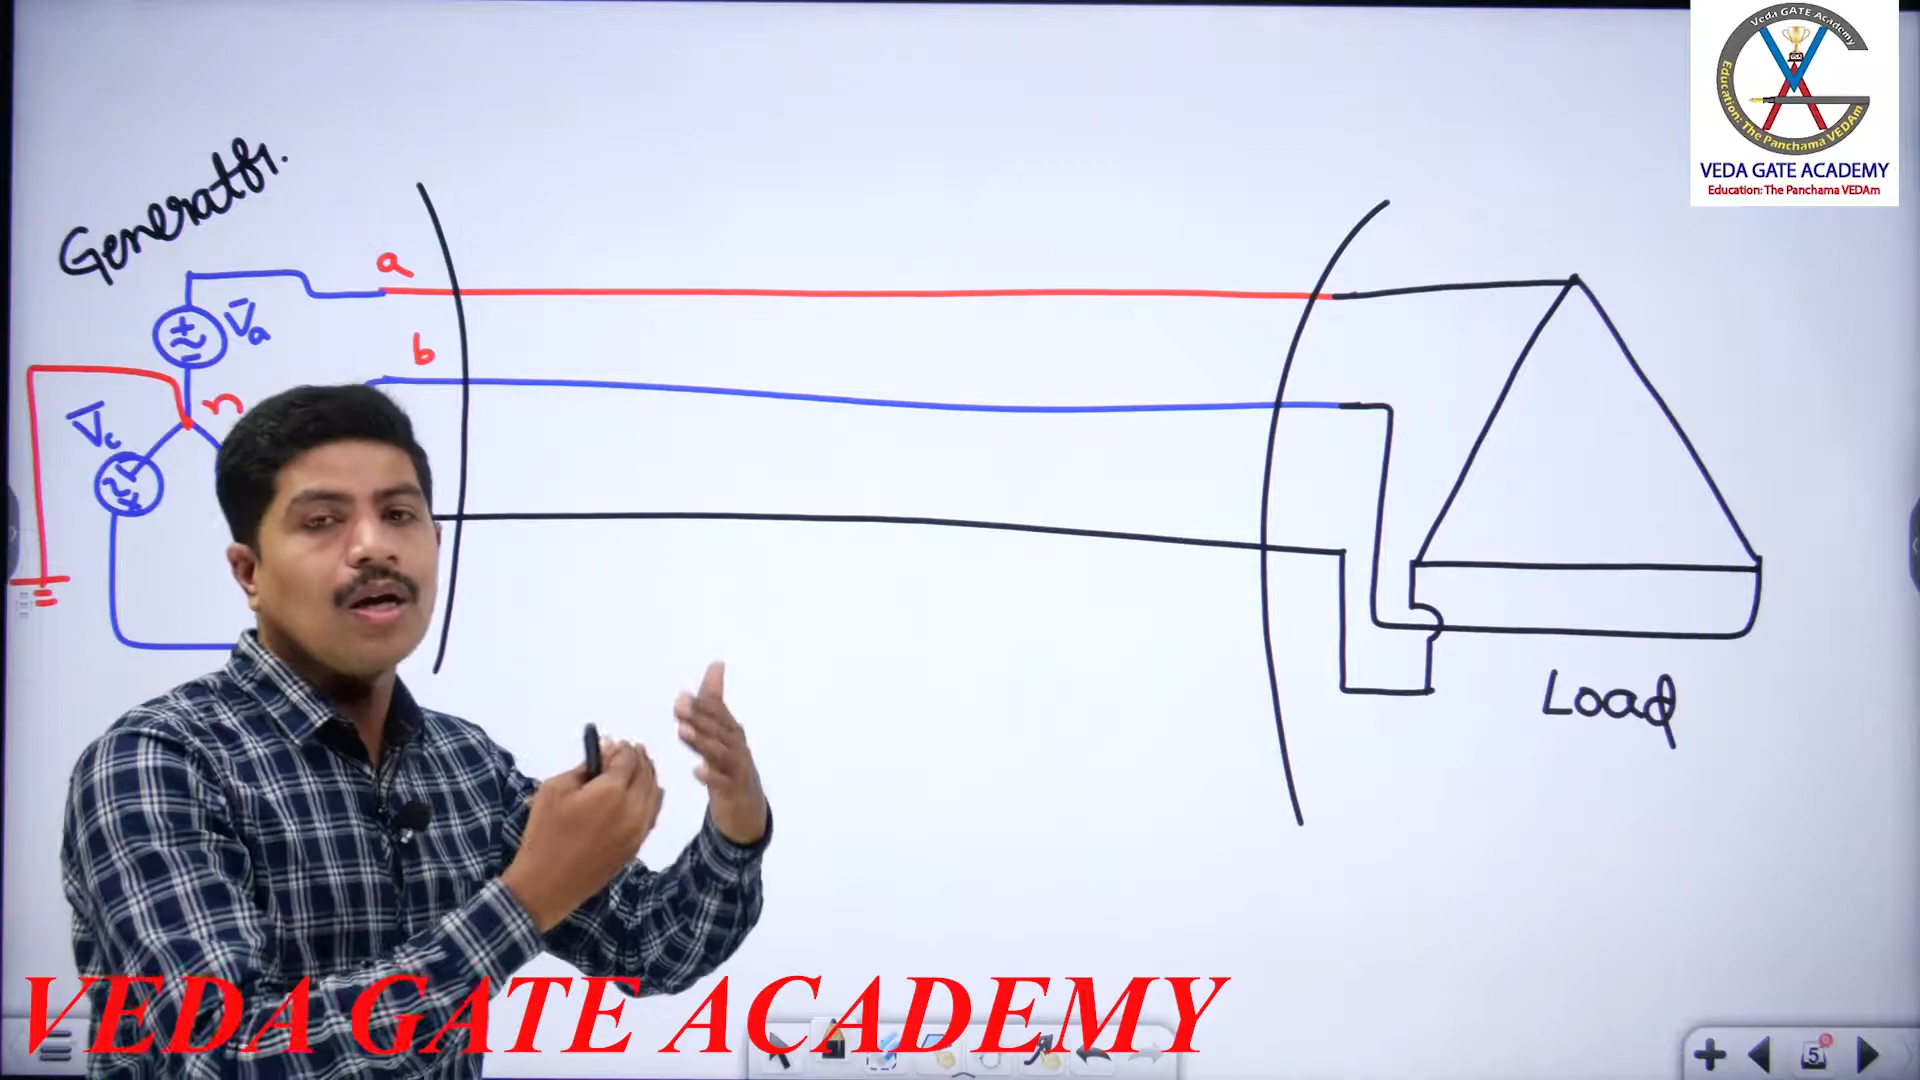 Veda GATE Academy
Education: The Panchama VEDAm
VEDA GATE ACADEMY
Education: The Panchama VEDAm
Generator.
a
V̅a
b
n
V̅c
Load
VEDA GATE ACADEMY
5